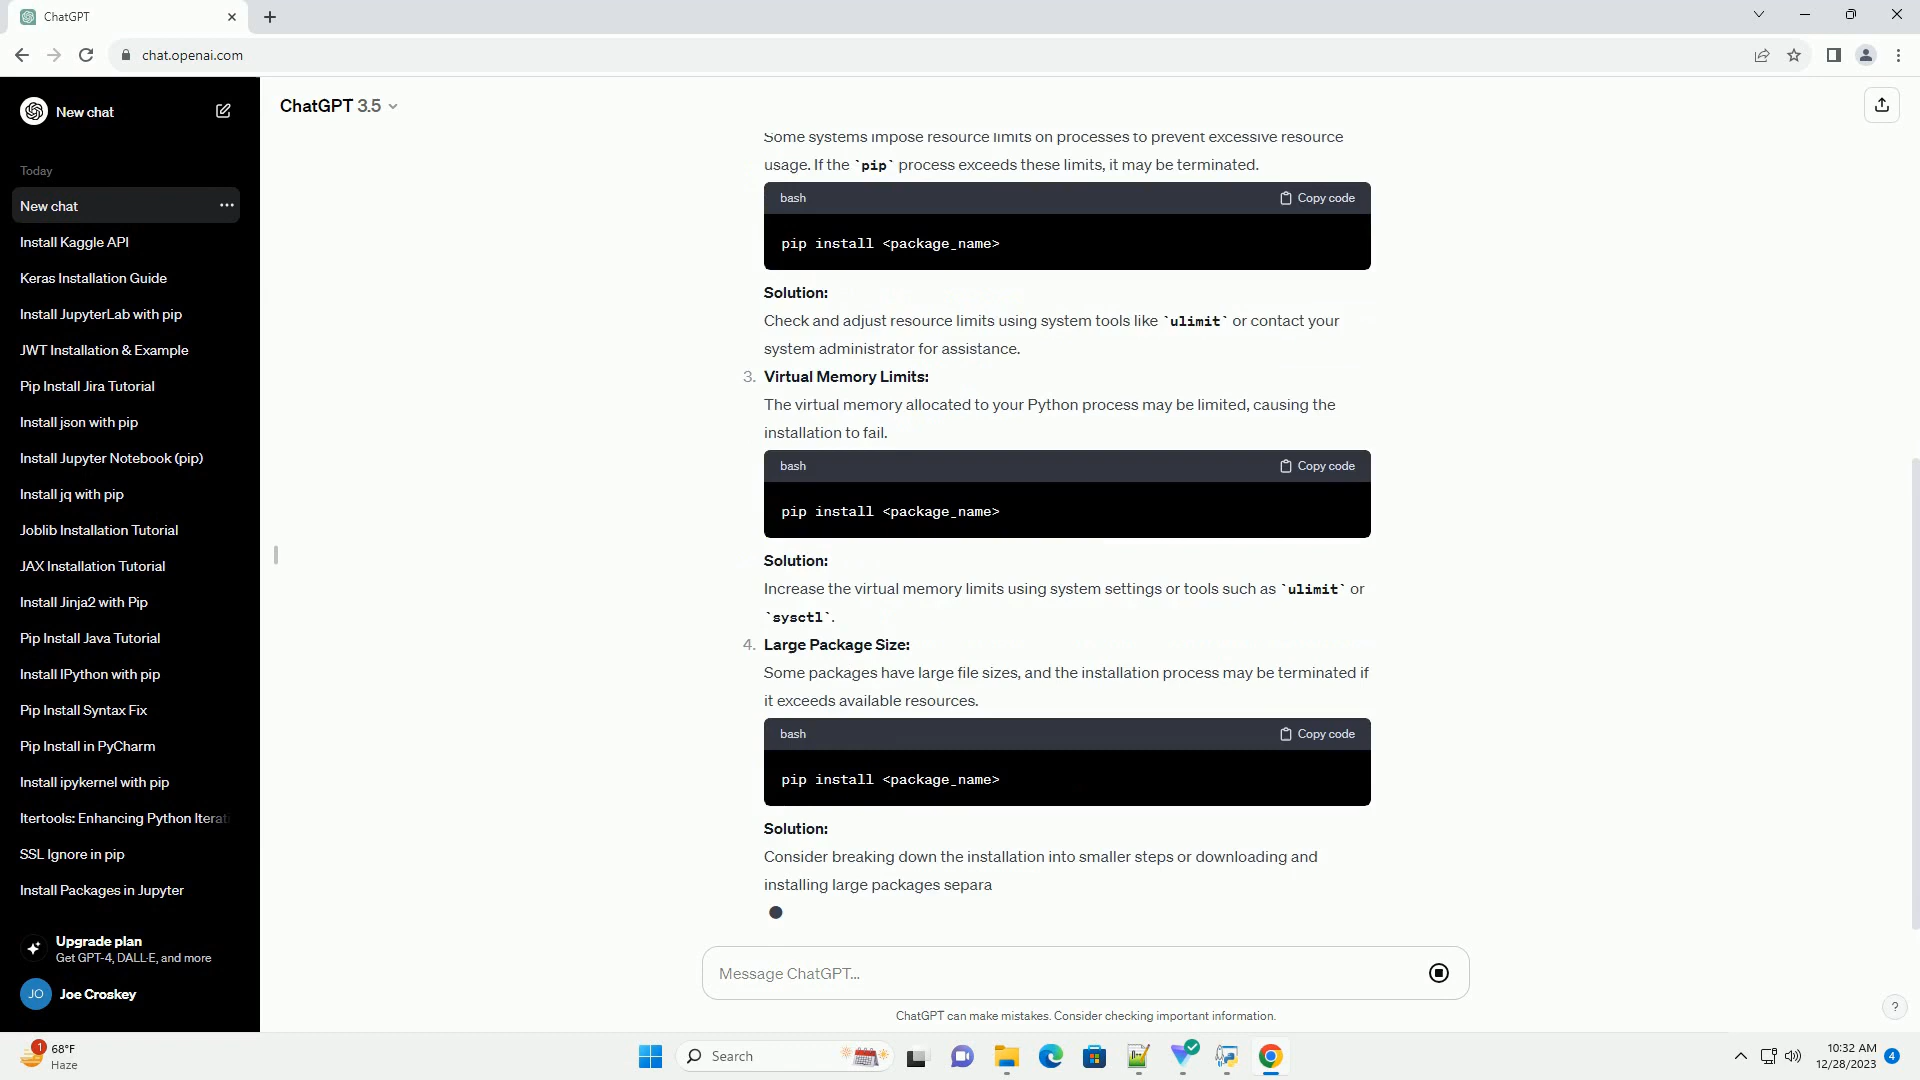 ChatGPT
chat.openai.com
New chat
Today
New chat
Install Kaggle API
Keras Installation Guide
Install JupyterLab with pip
JWT Installation & Example
Pip Install Jira Tutorial
Install json with pip
Install Jupyter Notebook (pip)
Install jq with pip
Joblib Installation Tutorial
JAX Installation Tutorial
Install Jinja2 with Pip
Pip Install Java Tutorial
Install IPython with pip
Pip Install Syntax Fix
Pip Install in PyCharm
Install ipykernel with pip
Itertools: Enhancing Python Iterati
SSL Ignore in pip
Install Packages in Jupyter
Upgrade plan
Get GPT-4, DALL·E, and more
JO Joe Croskey
ChatGPT 3.5
Some systems impose resource limits on processes to prevent excessive resource
usage. If the `pip` process exceeds these limits, it may be terminated.
bash Copy code
pip install <package_name>
Solution:
Check and adjust resource limits using system tools like `ulimit` or contact your
system administrator for assistance.
3. Virtual Memory Limits:
The virtual memory allocated to your Python process may be limited, causing the
installation to fail.
bash Copy code
pip install <package_name>
Solution:
Increase the virtual memory limits using system settings or tools such as `ulimit` or
`sysctl`.
4. Large Package Size:
Some packages have large file sizes, and the installation process may be terminated if
it exceeds available resources.
bash Copy code
pip install <package_name>
Solution:
Consider breaking down the installation into smaller steps or downloading and
installing large packages separa
Message ChatGPT...
ChatGPT can make mistakes. Consider checking important information.
?
1
68°F
Haze
Search
10:32 AM
12/28/2023
4